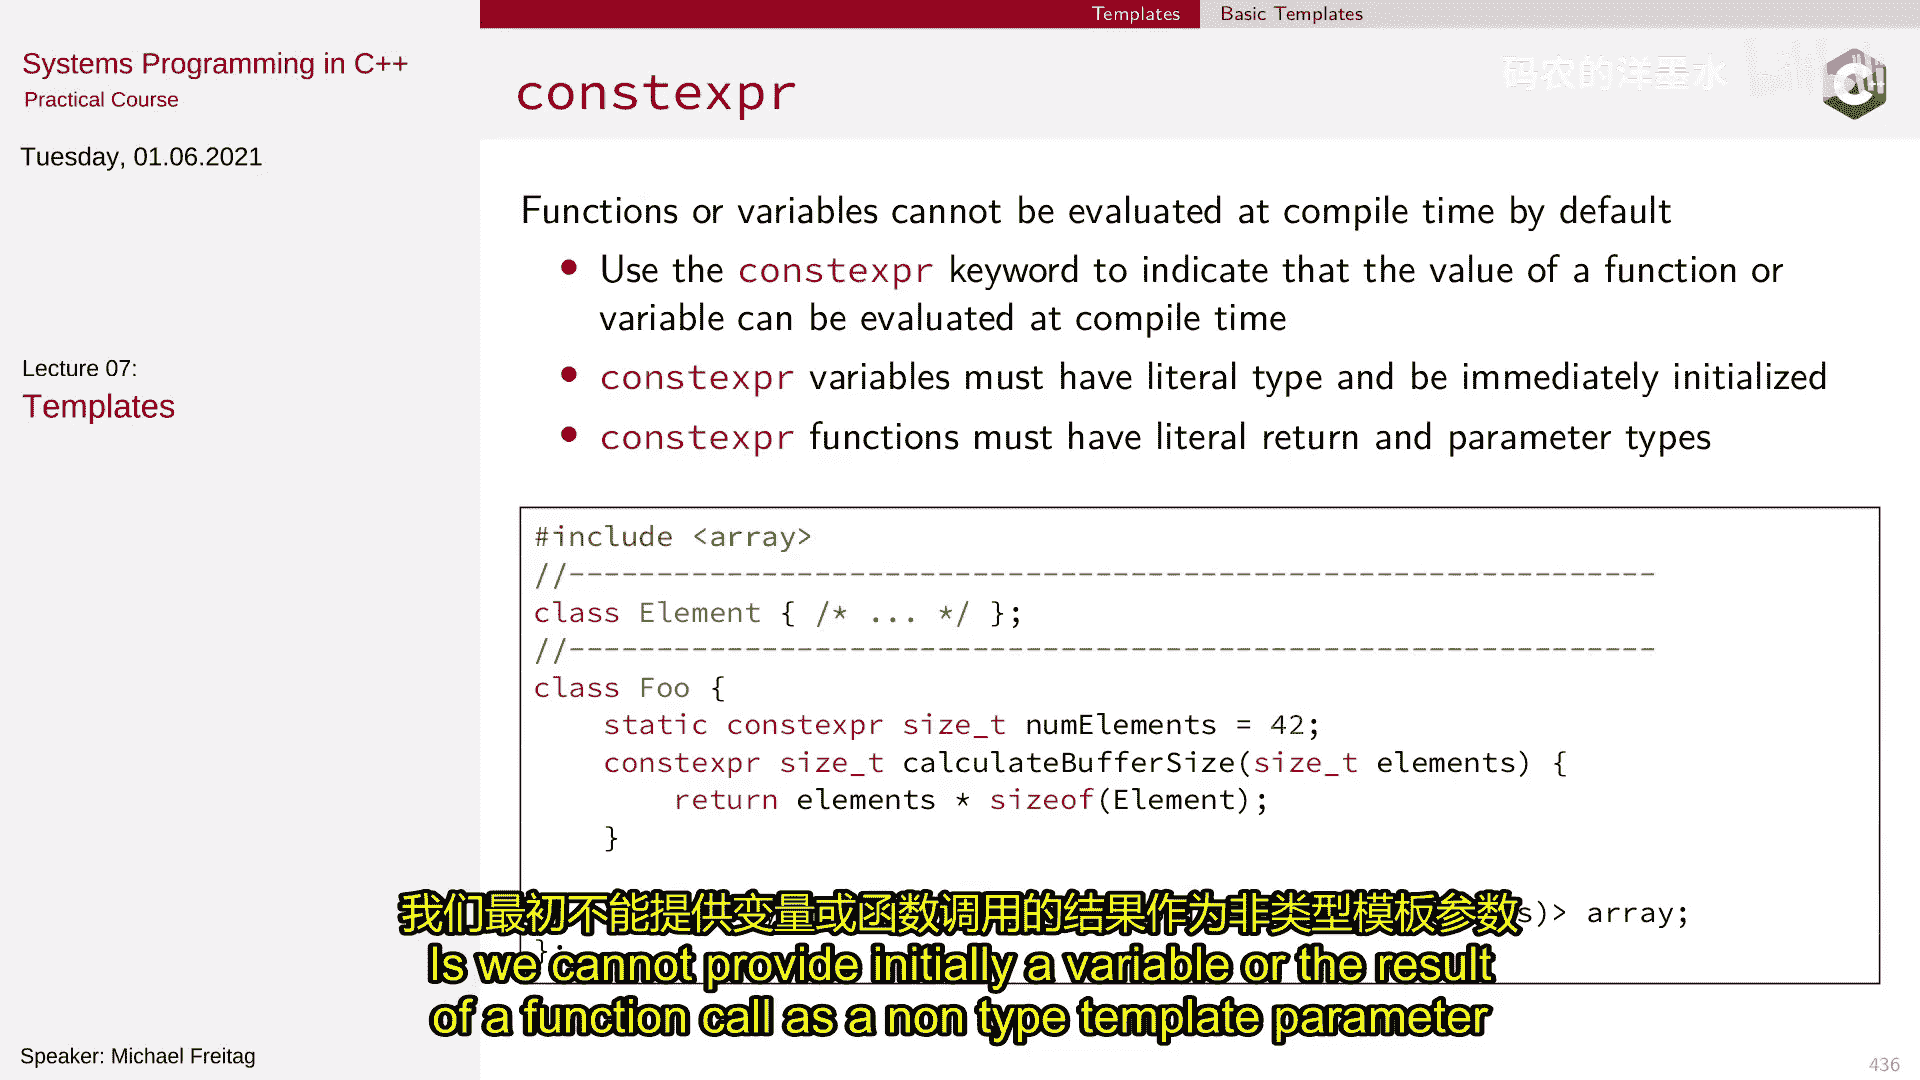 Templates Basic Templates
Systems Programming in C++
Practical Course
Tuesday, 01.06.2021
Lecture 07:
Templates
constexpr
码农的洋墨水
Functions or variables cannot be evaluated at compile time by default
• Use the constexpr keyword to indicate that the value of a function or
variable can be evaluated at compile time
• constexpr variables must have literal type and be immediately initialized
• constexpr functions must have literal return and parameter types
#include <array>
//---------------------------------------------------------------
class Element { /* ... */ };
//---------------------------------------------------------------
class Foo {
static constexpr size_t numElements = 42;
constexpr size_t calculateBufferSize(size_t elements) {
return elements * sizeof(Element);
}
s)> array;
};
我们最初不能提供变量或函数调用的结果作为非类型模板参数
Is we cannot provide initially a variable or the result
of a function call as a non type template parameter
Speaker: Michael Freitag
436